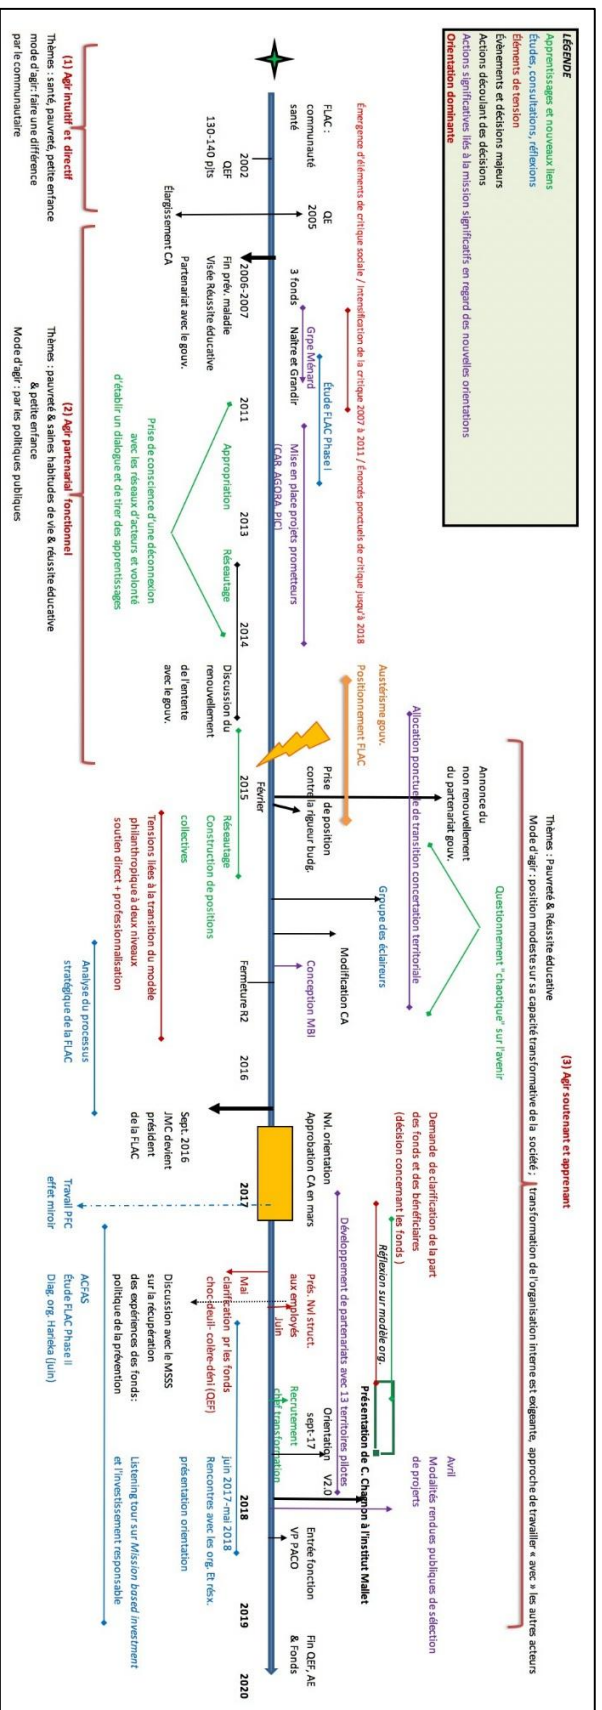 LÉGENDE
Apprentissages et nouveaux liens
Études, consultations, réflexions
Éléments de tension
Évènements et décisions majeurs
Actions découlant des décisions
Actions significatives liés à la mission significatifs en regard des nouvelles orientations
Orientation dominante
(3) Agir soutenant et apprenant
Thèmes : Pauvreté & Réussite éducative
Mode d'agir : position modeste sur sa capacité transformative de la société ; transformation de l'organisation interne est exigeante, approche de travailler « avec » les autres acteurs
Questionnement "chaotique" sur l'avenir
Annonce du
non renouvellement
du partenariat gouv.
Allocation ponctuelle de transition concertation territoriale
Austérisme gouv.
Positionnement FLAC
Émergence d'éléments de critique sociale / Intensification de la critique 2007 à 2011 / Énoncés ponctuels de critique jusqu'à 2018
Étude FLAC Phase I
Grpe Ménard
Mise en place projets prometteurs
(CAR, AGORA, PIC)
3 fonds
Naître et Grandir
FLAC :
communauté
santé
QE
2005
Prise de position
contre la rigueur budg.
Groupe des éclaireurs
Modification CA
Conception MBI
Demande de clarification de la part
des fonds et des bénéficiaires
(décision concernant les fonds )
Réflexion sur modèle org.
Développement de partenariats avec 13 territoires pilotes
Nvl. orientation
Approbation CA en mars
Prés. Nvl struct.
aux employés
Juin
Présentation de C. Chagnon à l'institut Mallet
Orientation V2.0
sept-17
Recrutement
chef transformation
Avril
Modalités rendues publiques de sélection
de projerts
Entrée fonction
VP PACO
Fin QEF, AE
& Fonds
2002
QEF
130-140 p/ts
Élargissement CA
2006-2007
Fin prév. maladie
Visée Réussite éducative
Partenariat avec le gouv.
2011
Appropriation
2013
Réseautage
2014
Prise de conscience d'une déconnexion
avec les réseaux d'acteurs et volonté
d'établir un dialogue et de tirer des apprentissages
Discussion du
renouvellement
de l'entente
avec le gouv.
Février
2015
Réseautage
Construction de positions
collectives
Tensions liées à la transition du modèle
philanthropique à deux niveaux
soutien direct + professionnalisation
Fermeture R2
2016
Analyse du processus
stratégique de la FLAC
Sept. 2016
JMC devient
président
de la FLAC
2017
Travail PFC
effet miroir
Mai
clarification pr les fonds
choc-deuil- colère-déni (QEF)
Discussion avec le MSSS
sur la récupération
des expériences des fonds:
politique de la prévention
ACFAS
Étude FLAC Phase II
Diag. org. Harieka (juin)
2018
juin 2017-mai 2018
Rencontres avec les org. Et résx.
présentation orientation
Listening tour sur Mission based investment
et l'investissement responsable
2019
2020
(1) Agir intuitif et directif
Thèmes : santé, pauvreté, petite enfance
mode d'agir: faire une différence
par le communautaire
(2) Agir partenarial fonctionnel
Thèmes : pauvreté & saines habitudes de vie & réussite éducative
& petite enfance
Mode d'agir : par les politiques publiques